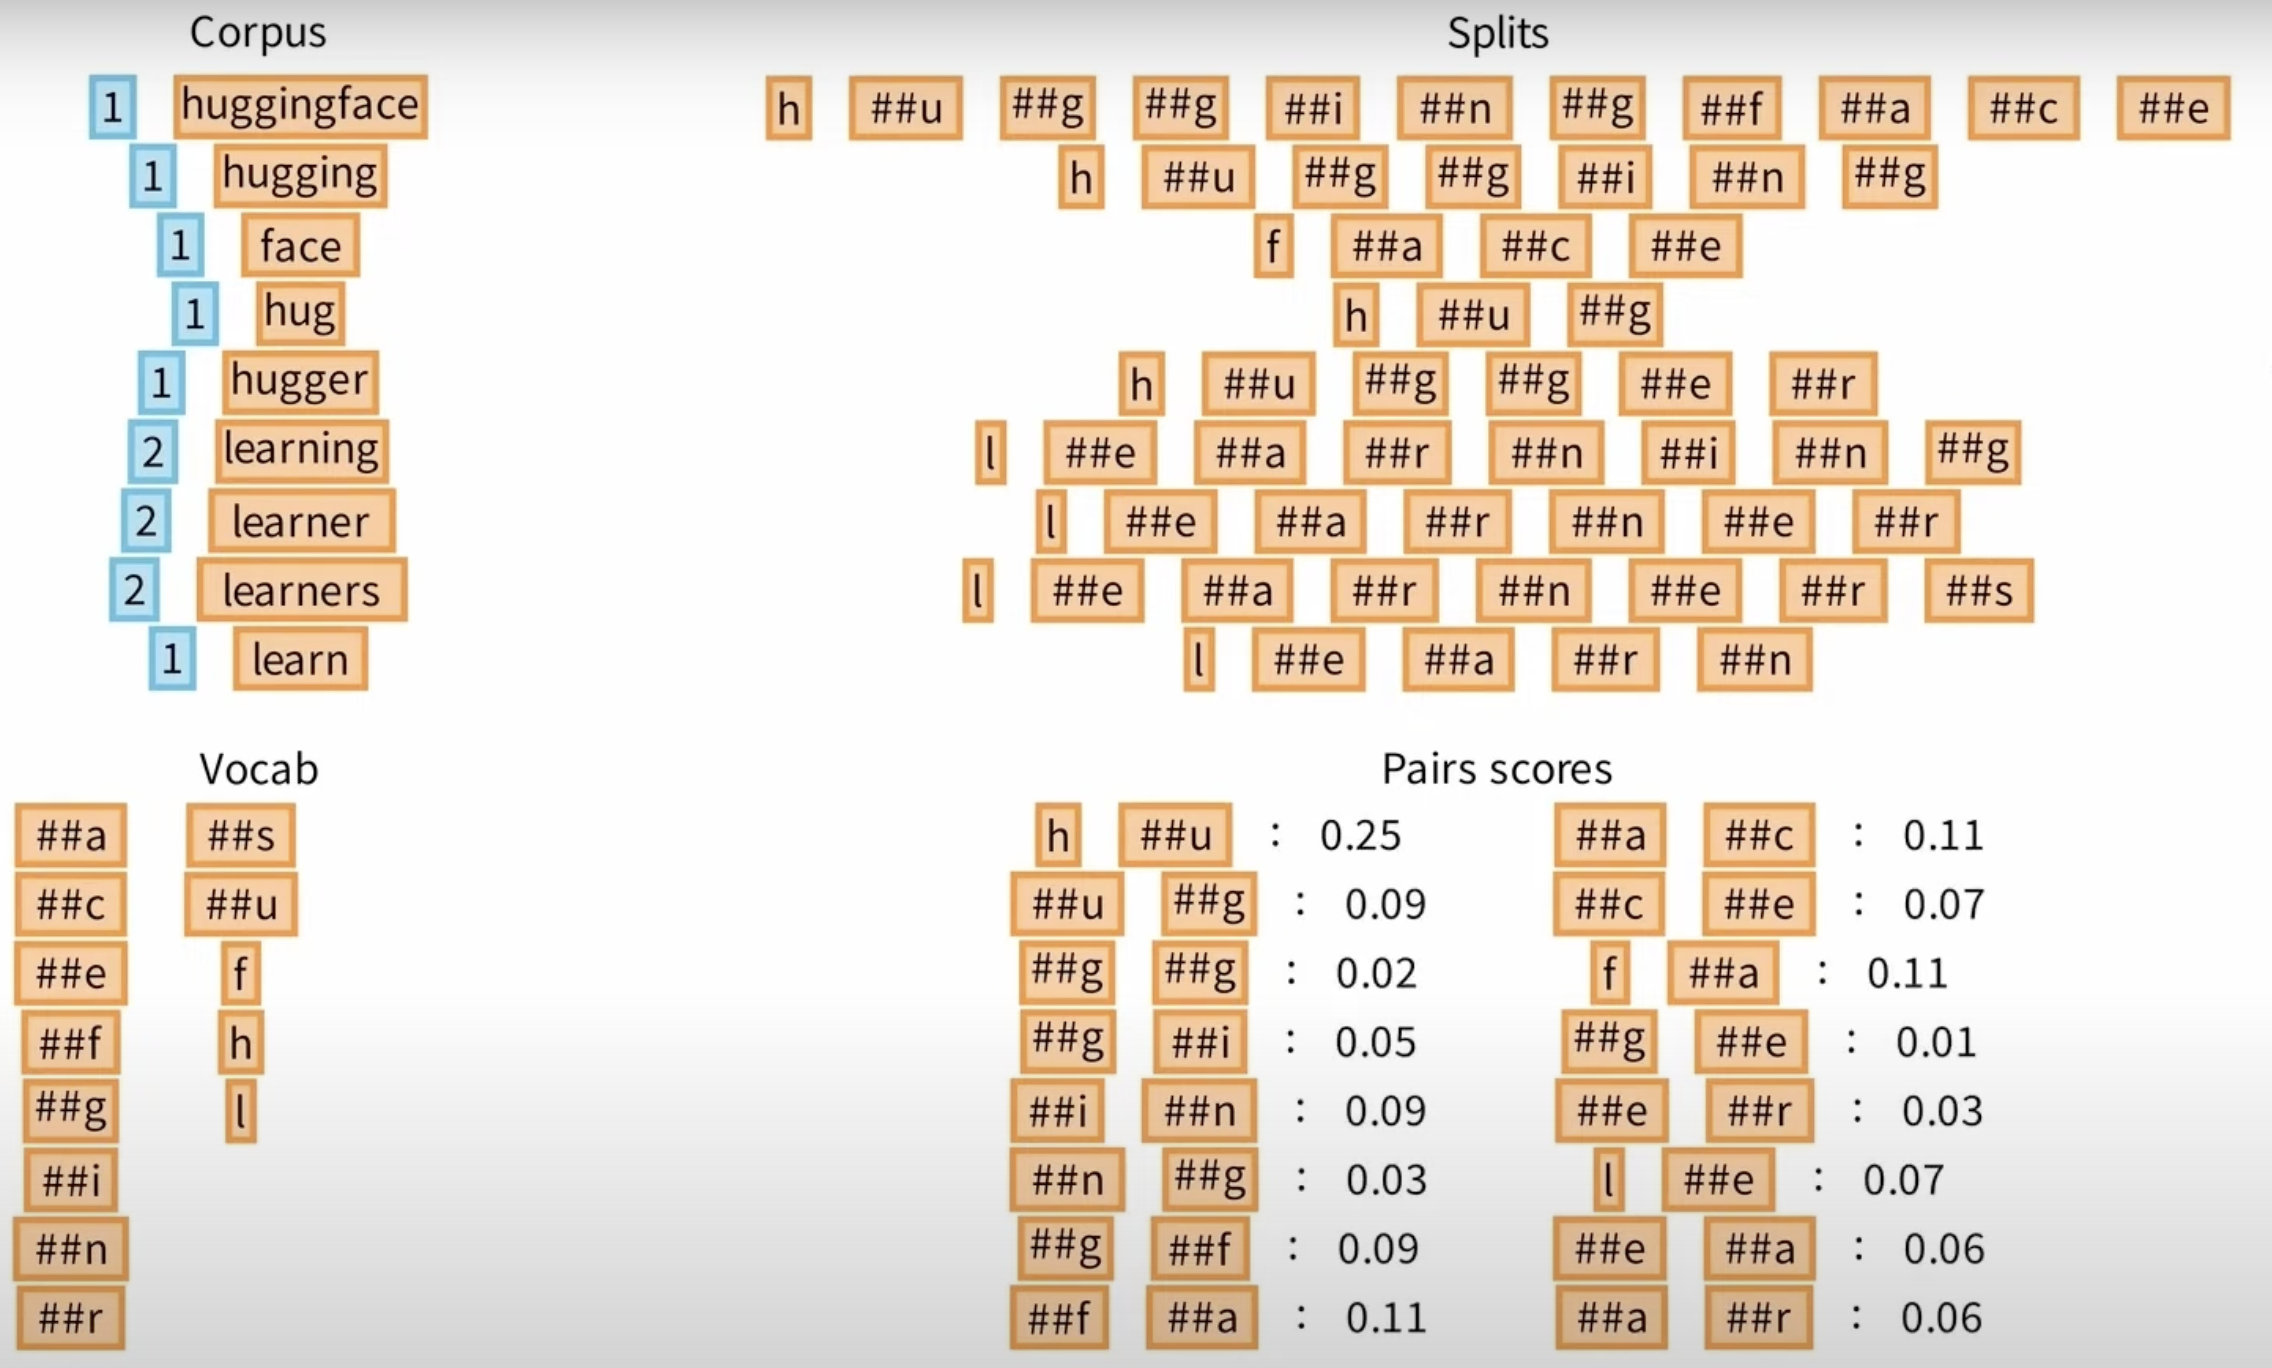 Corpus
1 huggingface
1 hugging
1 face
1 hug
1 hugger
2 learning
2 learner
2 learners
1 learn
Splits
h ##u ##g ##g ##i ##n ##g ##f ##a ##c ##e
h ##u ##g ##g ##i ##n ##g
f ##a ##c ##e
h ##u ##g
h ##u ##g ##g ##e ##r
l ##e ##a ##r ##n ##i ##n ##g
l ##e ##a ##r ##n ##e ##r
l ##e ##a ##r ##n ##e ##r ##s
l ##e ##a ##r ##n
Vocab
##a ##s
##c ##u
##e f
##f h
##g l
##i
##n
##r
Pairs scores
h ##u : 0.25 ##a ##c : 0.11
##u ##g : 0.09 ##c ##e : 0.07
##g ##g : 0.02 f ##a : 0.11
##g ##i : 0.05 ##g ##e : 0.01
##i ##n : 0.09 ##e ##r : 0.03
##n ##g : 0.03 l ##e : 0.07
##g ##f : 0.09 ##e ##a : 0.06
##f ##a : 0.11 ##a ##r : 0.06